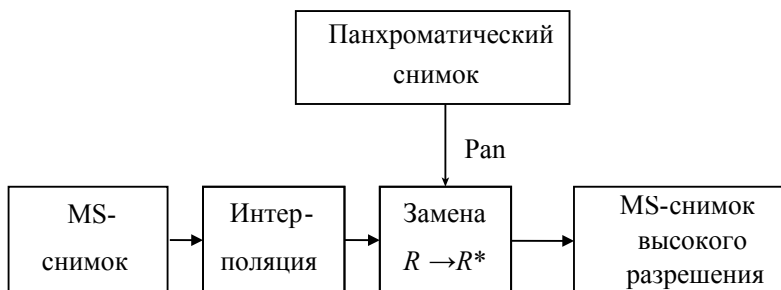 Панхроматический
снимок
Pan
MS-
снимок
Интер-
поляция
Замена
R →R*
MS-снимок
высокого
разрешения